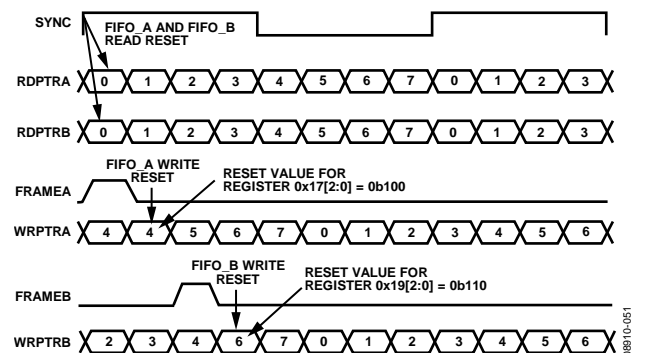 SYNC
FIFO_A AND FIFO_B
READ RESET
RDPTRA 0 1 2 3 4 5 6 7 0 1 2 3
RDPTRB 0 1 2 3 4 5 6 7 0 1 2 3
FIFO_A WRITE
RESET
RESET VALUE FOR
REGISTER 0x17[2:0] = 0b100
FRAMEA
WRPTRA 4 4 5 6 7 0 1 2 3 4 5 6
FIFO_B WRITE
RESET
RESET VALUE FOR
REGISTER 0x19[2:0] = 0b110
FRAMEB
WRPTRB 2 3 4 6 7 0 1 2 3 4 5 6
08910-051